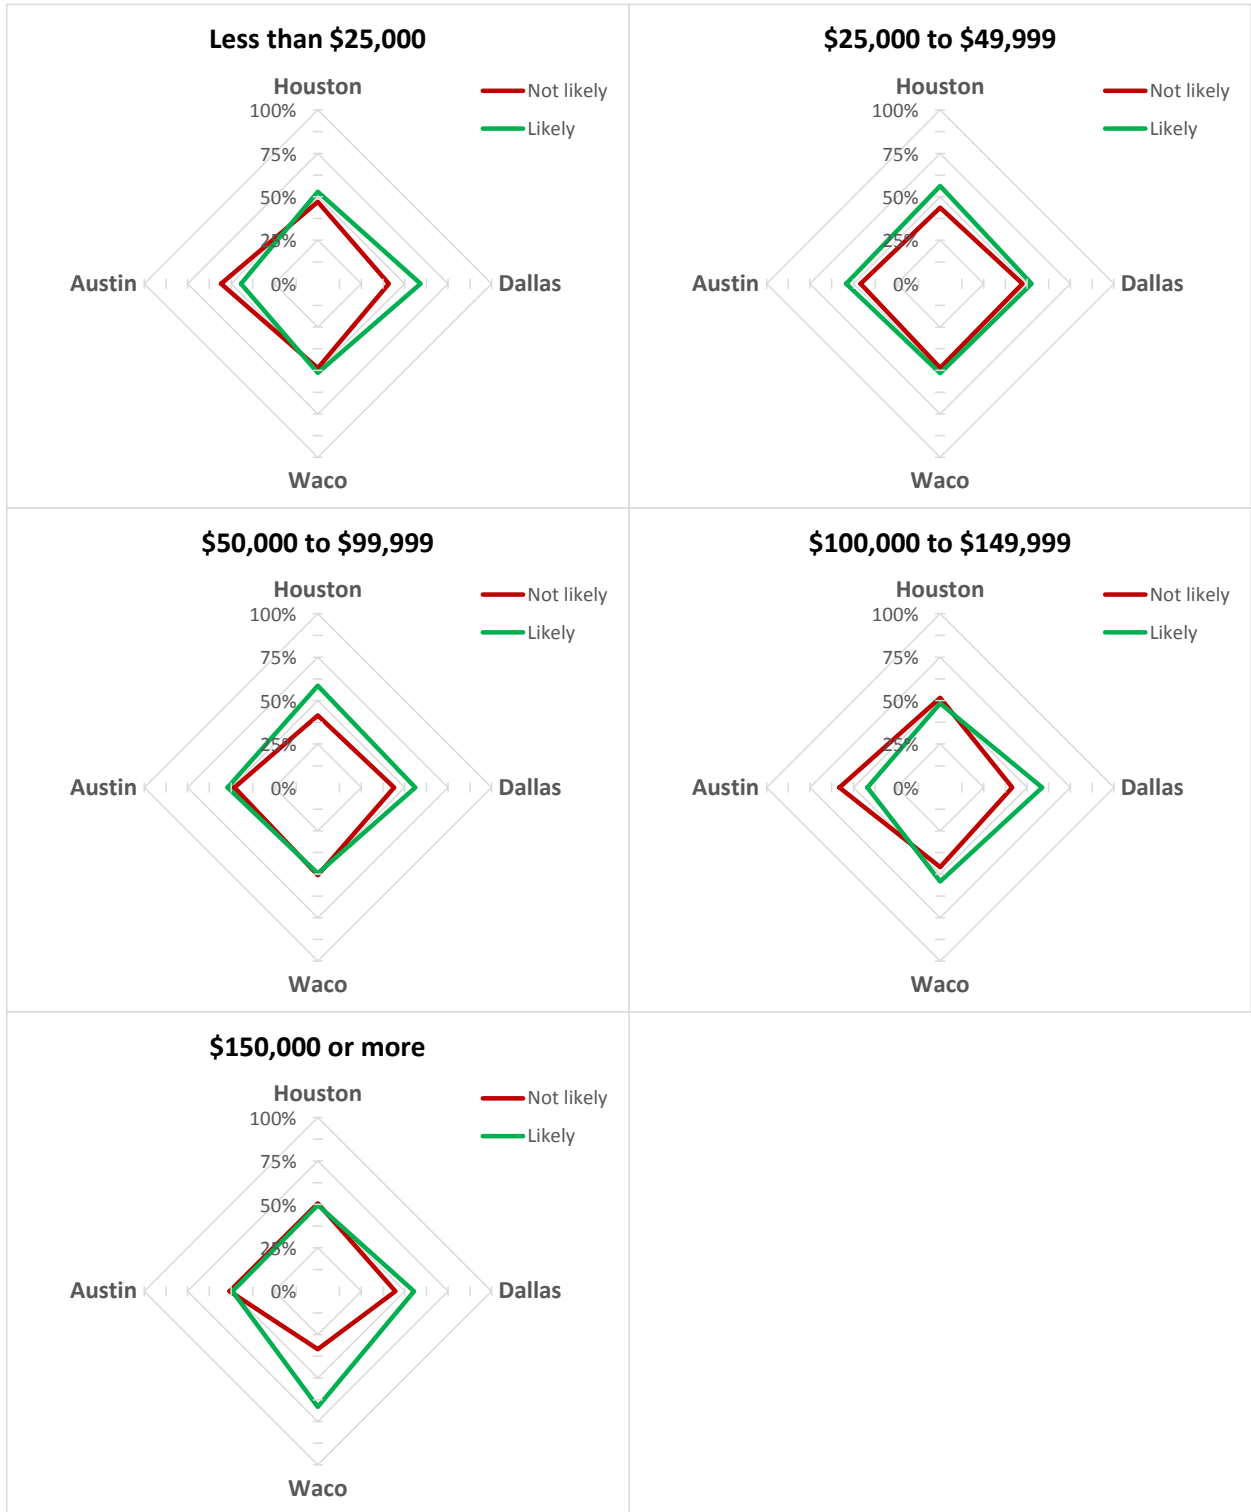 Less than $25,000
Houston
Not likely
Likely
100%
75%
50%
25%
0%
Austin
Dallas
Waco
$25,000 to $49,999
Houston
Not likely
Likely
100%
75%
50%
25%
0%
Austin
Dallas
Waco
$50,000 to $99,999
Houston
Not likely
Likely
100%
75%
50%
25%
0%
Austin
Dallas
Waco
$100,000 to $149,999
Houston
Not likely
Likely
100%
75%
50%
25%
0%
Austin
Dallas
Waco
$150,000 or more
Houston
Not likely
Likely
100%
75%
50%
25%
0%
Austin
Dallas
Waco